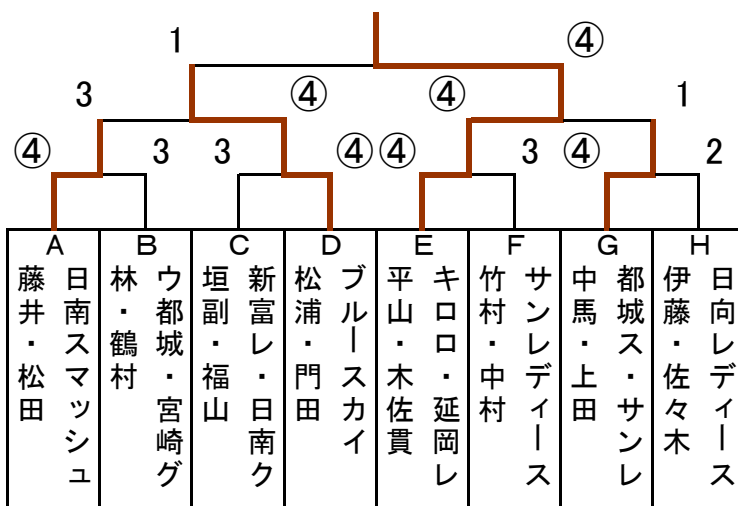 1 ④
3 ④ ④ 1
④ 3 3 ④ ④ 3 ④ 2
A B C D E F G H
日南スマッシュ
藤井・松田
ウ都城・宮崎グ
林・鶴村
新富レ・日南ク
垣副・福山
ブルースカイ
松浦・門田
キロロ・延岡レ
平山・木佐貫
サンレディース
竹村・中村
都城ス・サンレ
中馬・上田
日向レディース
伊藤・佐々木